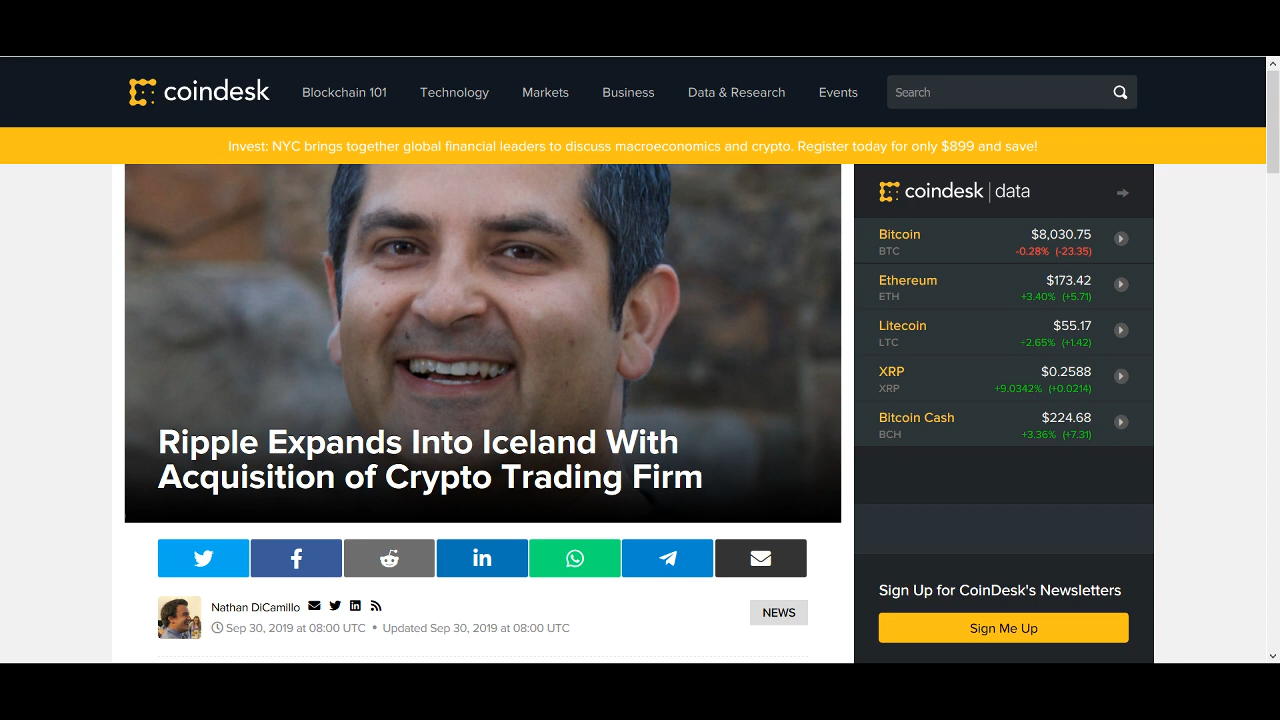 coindesk
Blockchain 101 Technology Markets Business Data & Research Events Search
Invest: NYC brings together global financial leaders to discuss macroeconomics and crypto. Register today for only $899 and save!
Ripple Expands Into Iceland With
Acquisition of Crypto Trading Firm
Nathan DiCamillo
Sep 30, 2019 at 08:00 UTC • Updated Sep 30, 2019 at 08:00 UTC
NEWS
coindesk | data
Bitcoin $8,030.75
BTC -0.28% (-23.35)
Ethereum $173.42
ETH +3.40% (+5.71)
Litecoin $55.17
LTC +2.65% (+1.42)
XRP $0.2588
XRP +9.0342% (+0.0214)
Bitcoin Cash $224.68
BCH +3.36% (+7.31)
Sign Up for CoinDesk's Newsletters
Sign Me Up